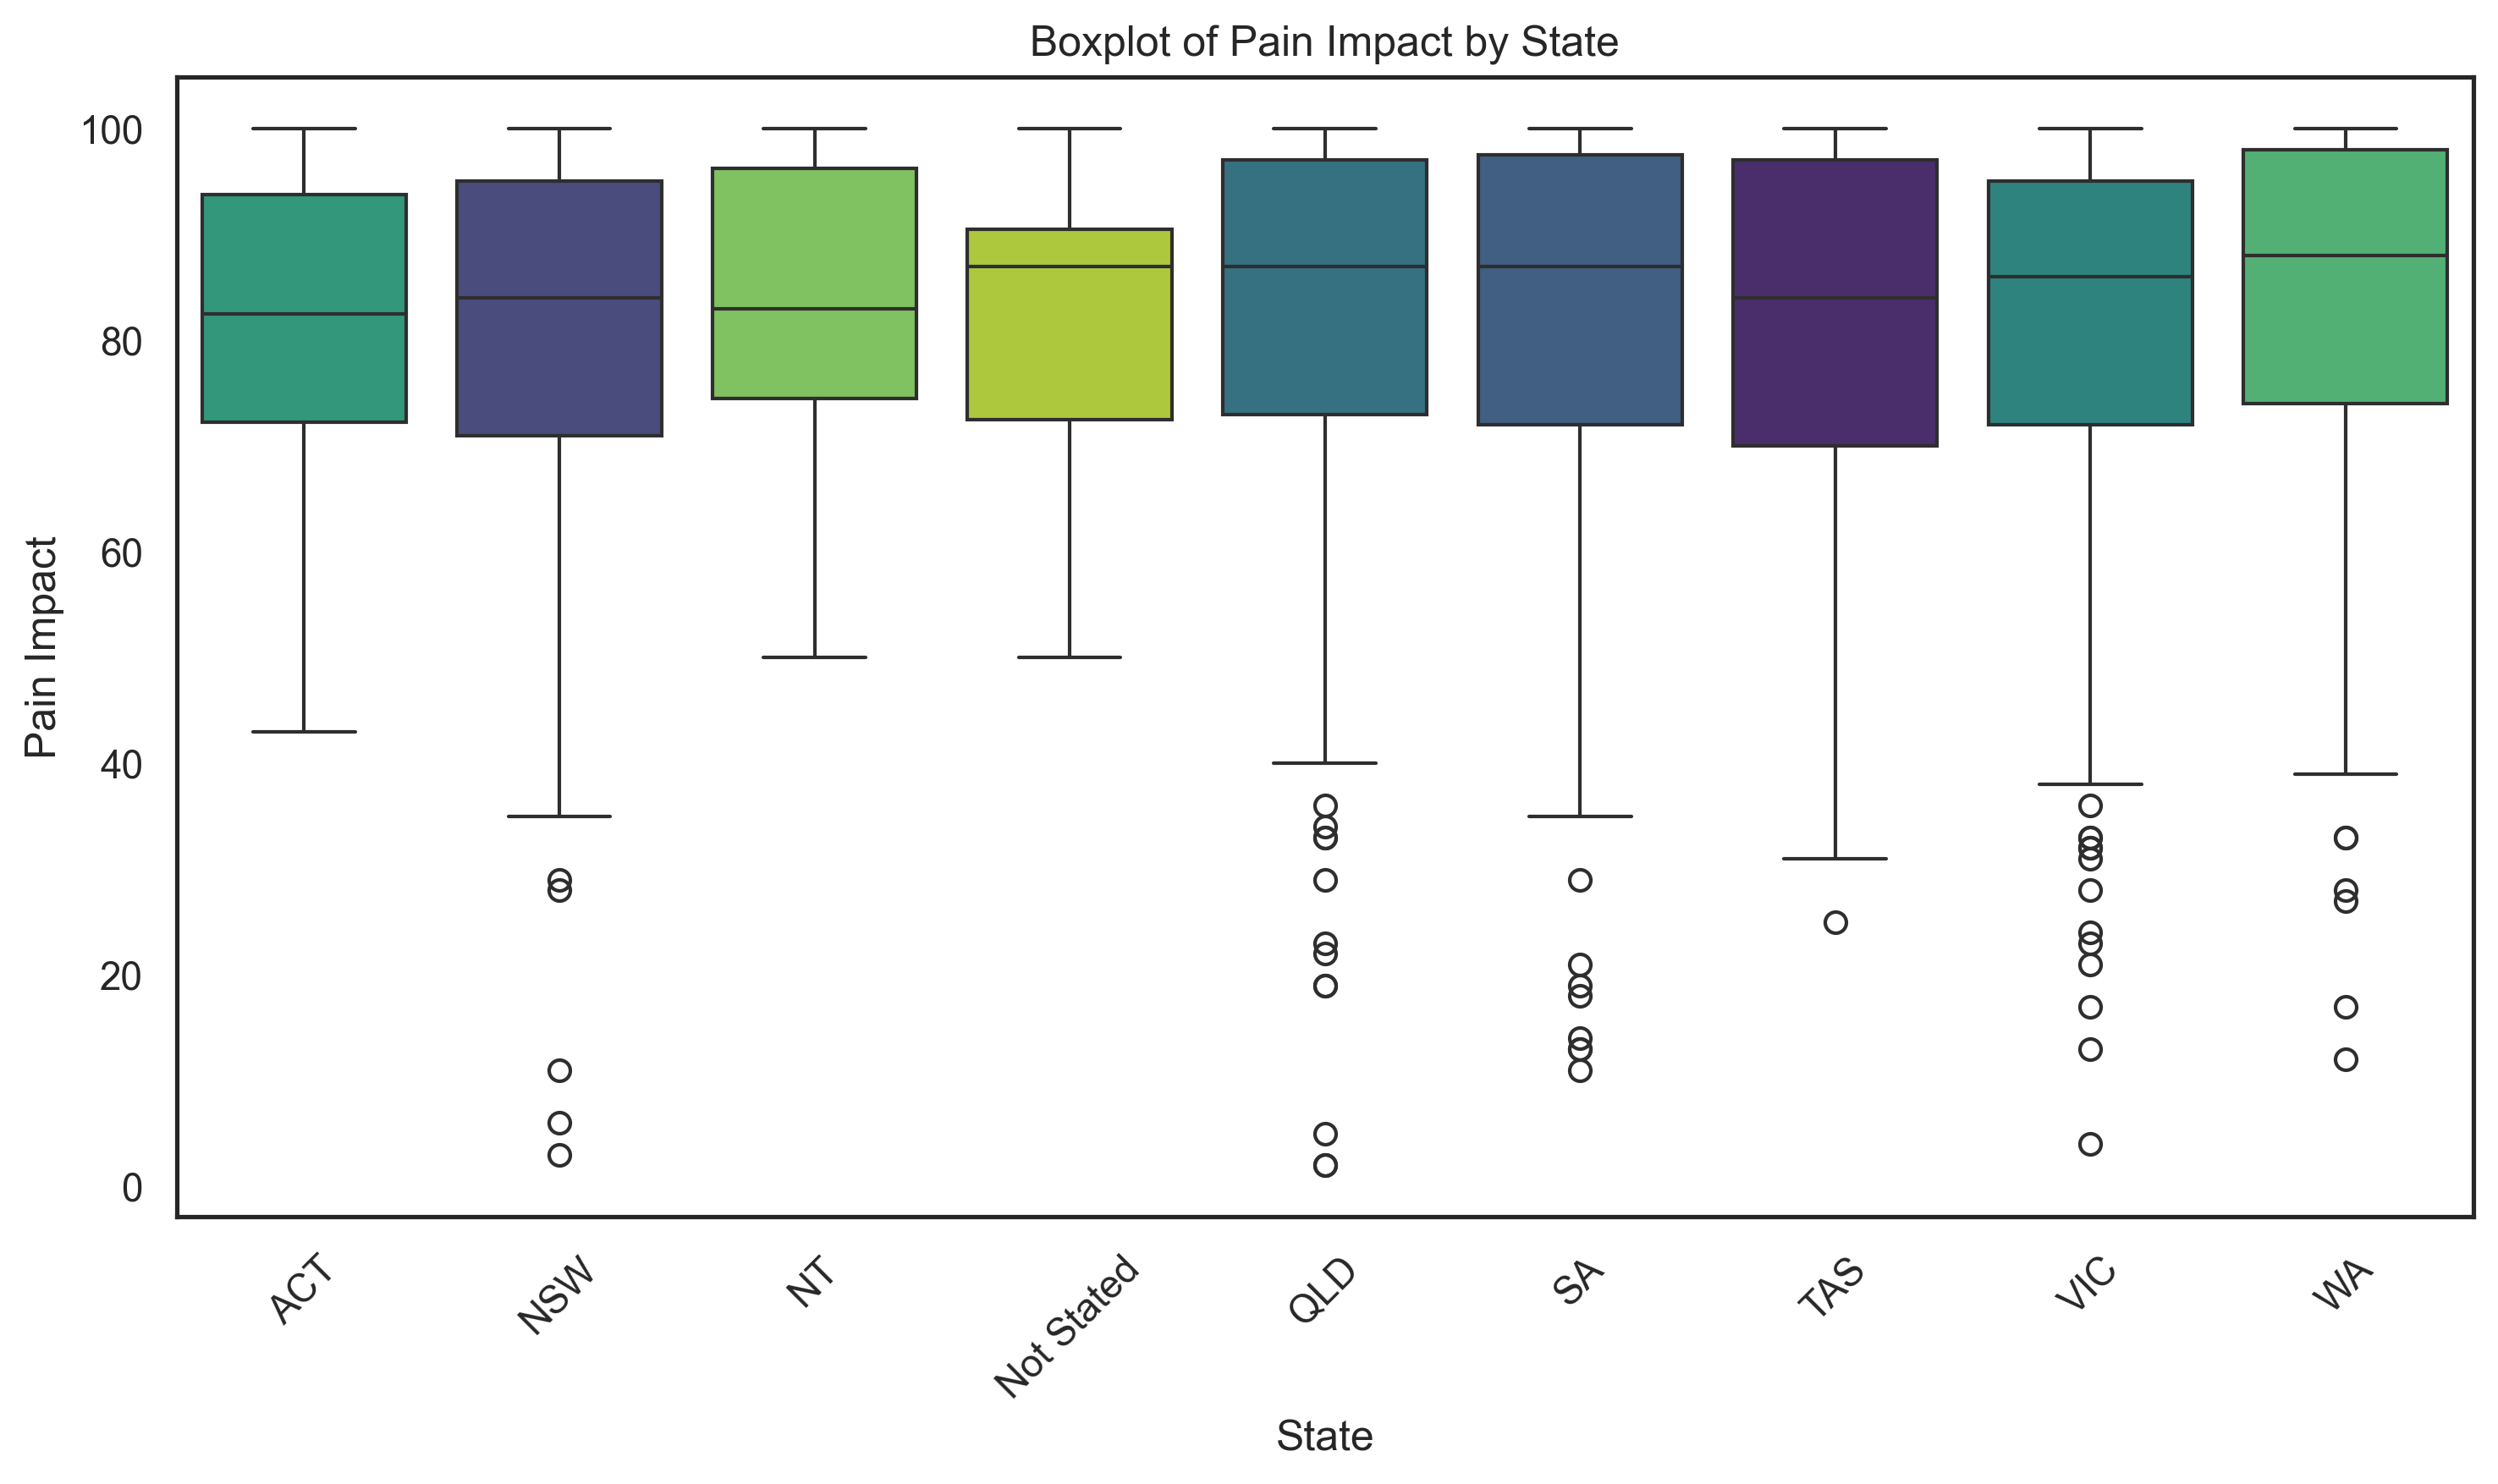 Boxplot of Pain Impact by State
100
80
60
40
20
0
Pain Impact
ACT
NSW
NT
Not Stated
QLD
SA
TAS
VIC
WA
State